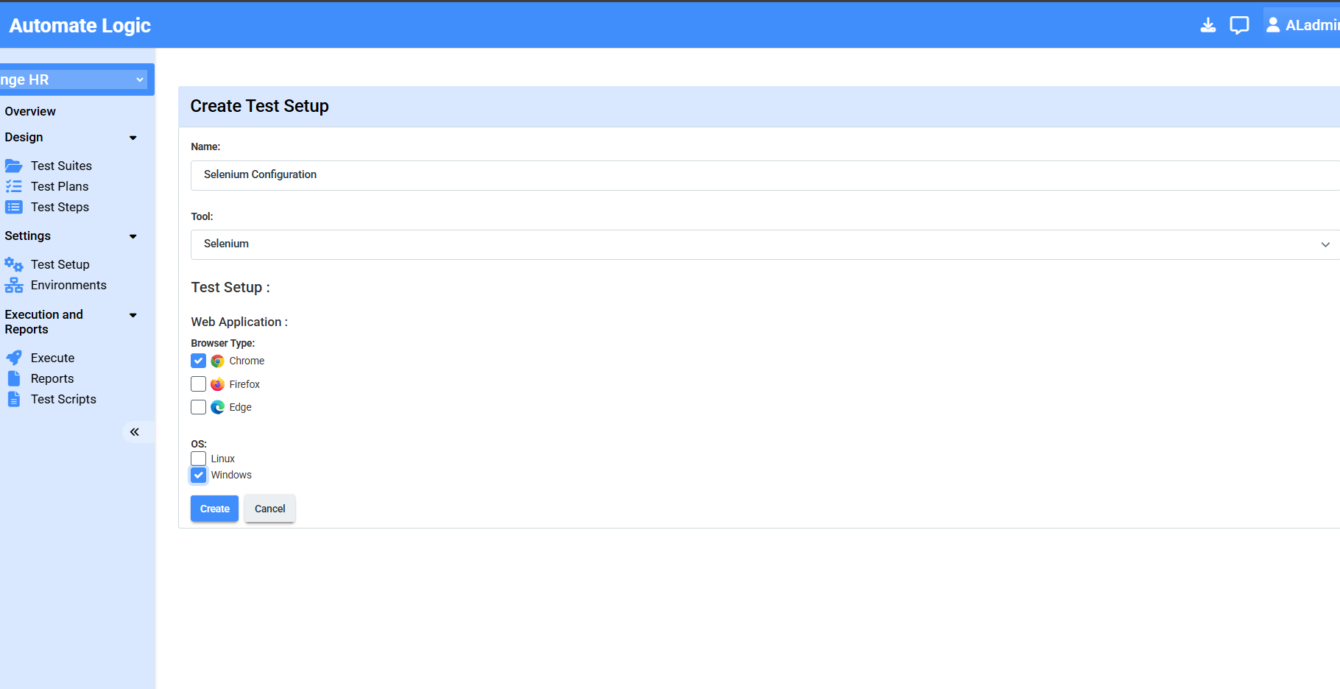 Automate Logic
ALadmin
nge HR
Overview
Design
Test Suites
Test Plans
Test Steps
Settings
Test Setup
Environments
Execution and
Reports
Execute
Reports
Test Scripts
Create Test Setup
Name:
Selenium Configuration
Tool:
Selenium
Test Setup :
Web Application :
Browser Type:
Chrome
Firefox
Edge
OS:
Linux
Windows
Create Cancel